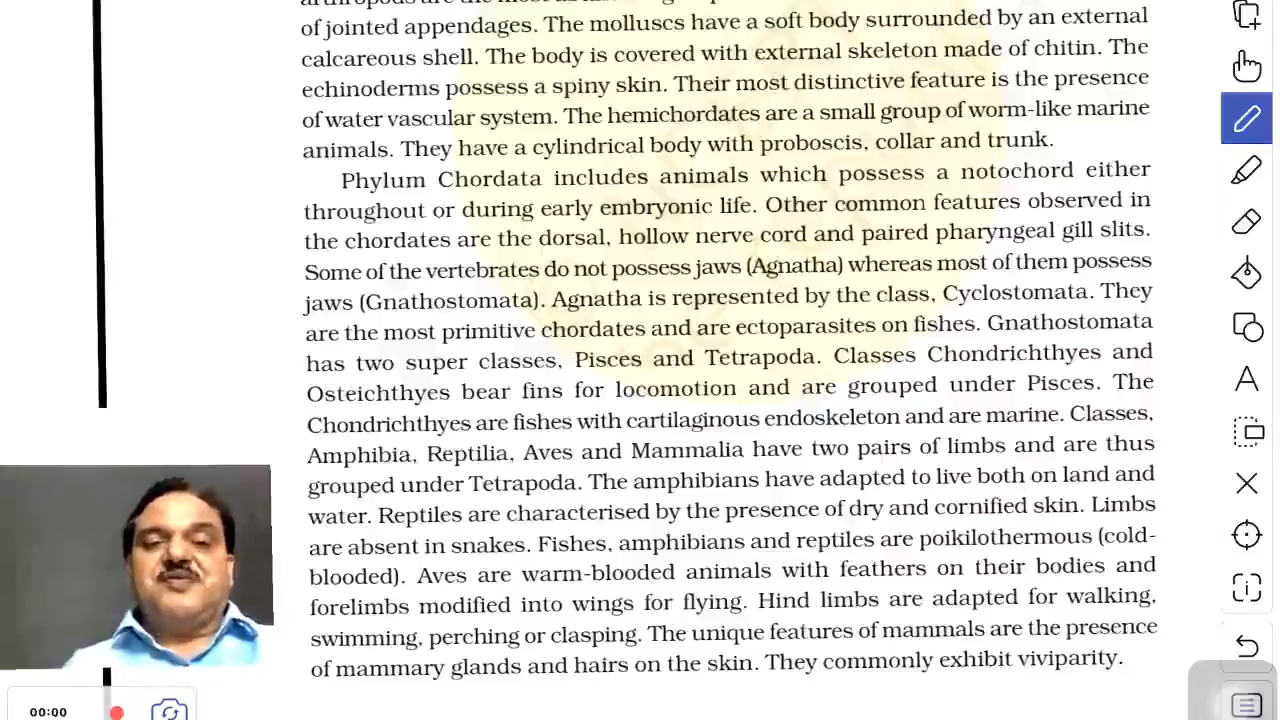 of jointed appendages. The molluscs have a soft body surrounded by an external
calcareous shell. The body is covered with external skeleton made of chitin. The
echinoderms possess a spiny skin. Their most distinctive feature is the presence
of water vascular system. The hemichordates are a small group of worm-like marine
animals. They have a cylindrical body with proboscis, collar and trunk.
Phylum Chordata includes animals which possess a notochord either
throughout or during early embryonic life. Other common features observed in
the chordates are the dorsal, hollow nerve cord and paired pharyngeal gill slits.
Some of the vertebrates do not possess jaws (Agnatha) whereas most of them possess
jaws (Gnathostomata). Agnatha is represented by the class, Cyclostomata. They
are the most primitive chordates and are ectoparasites on fishes. Gnathostomata
has two super classes, Pisces and Tetrapoda. Classes Chondrichthyes and
Osteichthyes bear fins for locomotion and are grouped under Pisces. The
Chondrichthyes are fishes with cartilaginous endoskeleton and are marine. Classes,
Amphibia, Reptilia, Aves and Mammalia have two pairs of limbs and are thus
grouped under Tetrapoda. The amphibians have adapted to live both on land and
water. Reptiles are characterised by the presence of dry and cornified skin. Limbs
are absent in snakes. Fishes, amphibians and reptiles are poikilothermous (cold-
blooded). Aves are warm-blooded animals with feathers on their bodies and
forelimbs modified into wings for flying. Hind limbs are adapted for walking,
swimming, perching or clasping. The unique features of mammals are the presence
of mammary glands and hairs on the skin. They commonly exhibit viviparity.
00:00